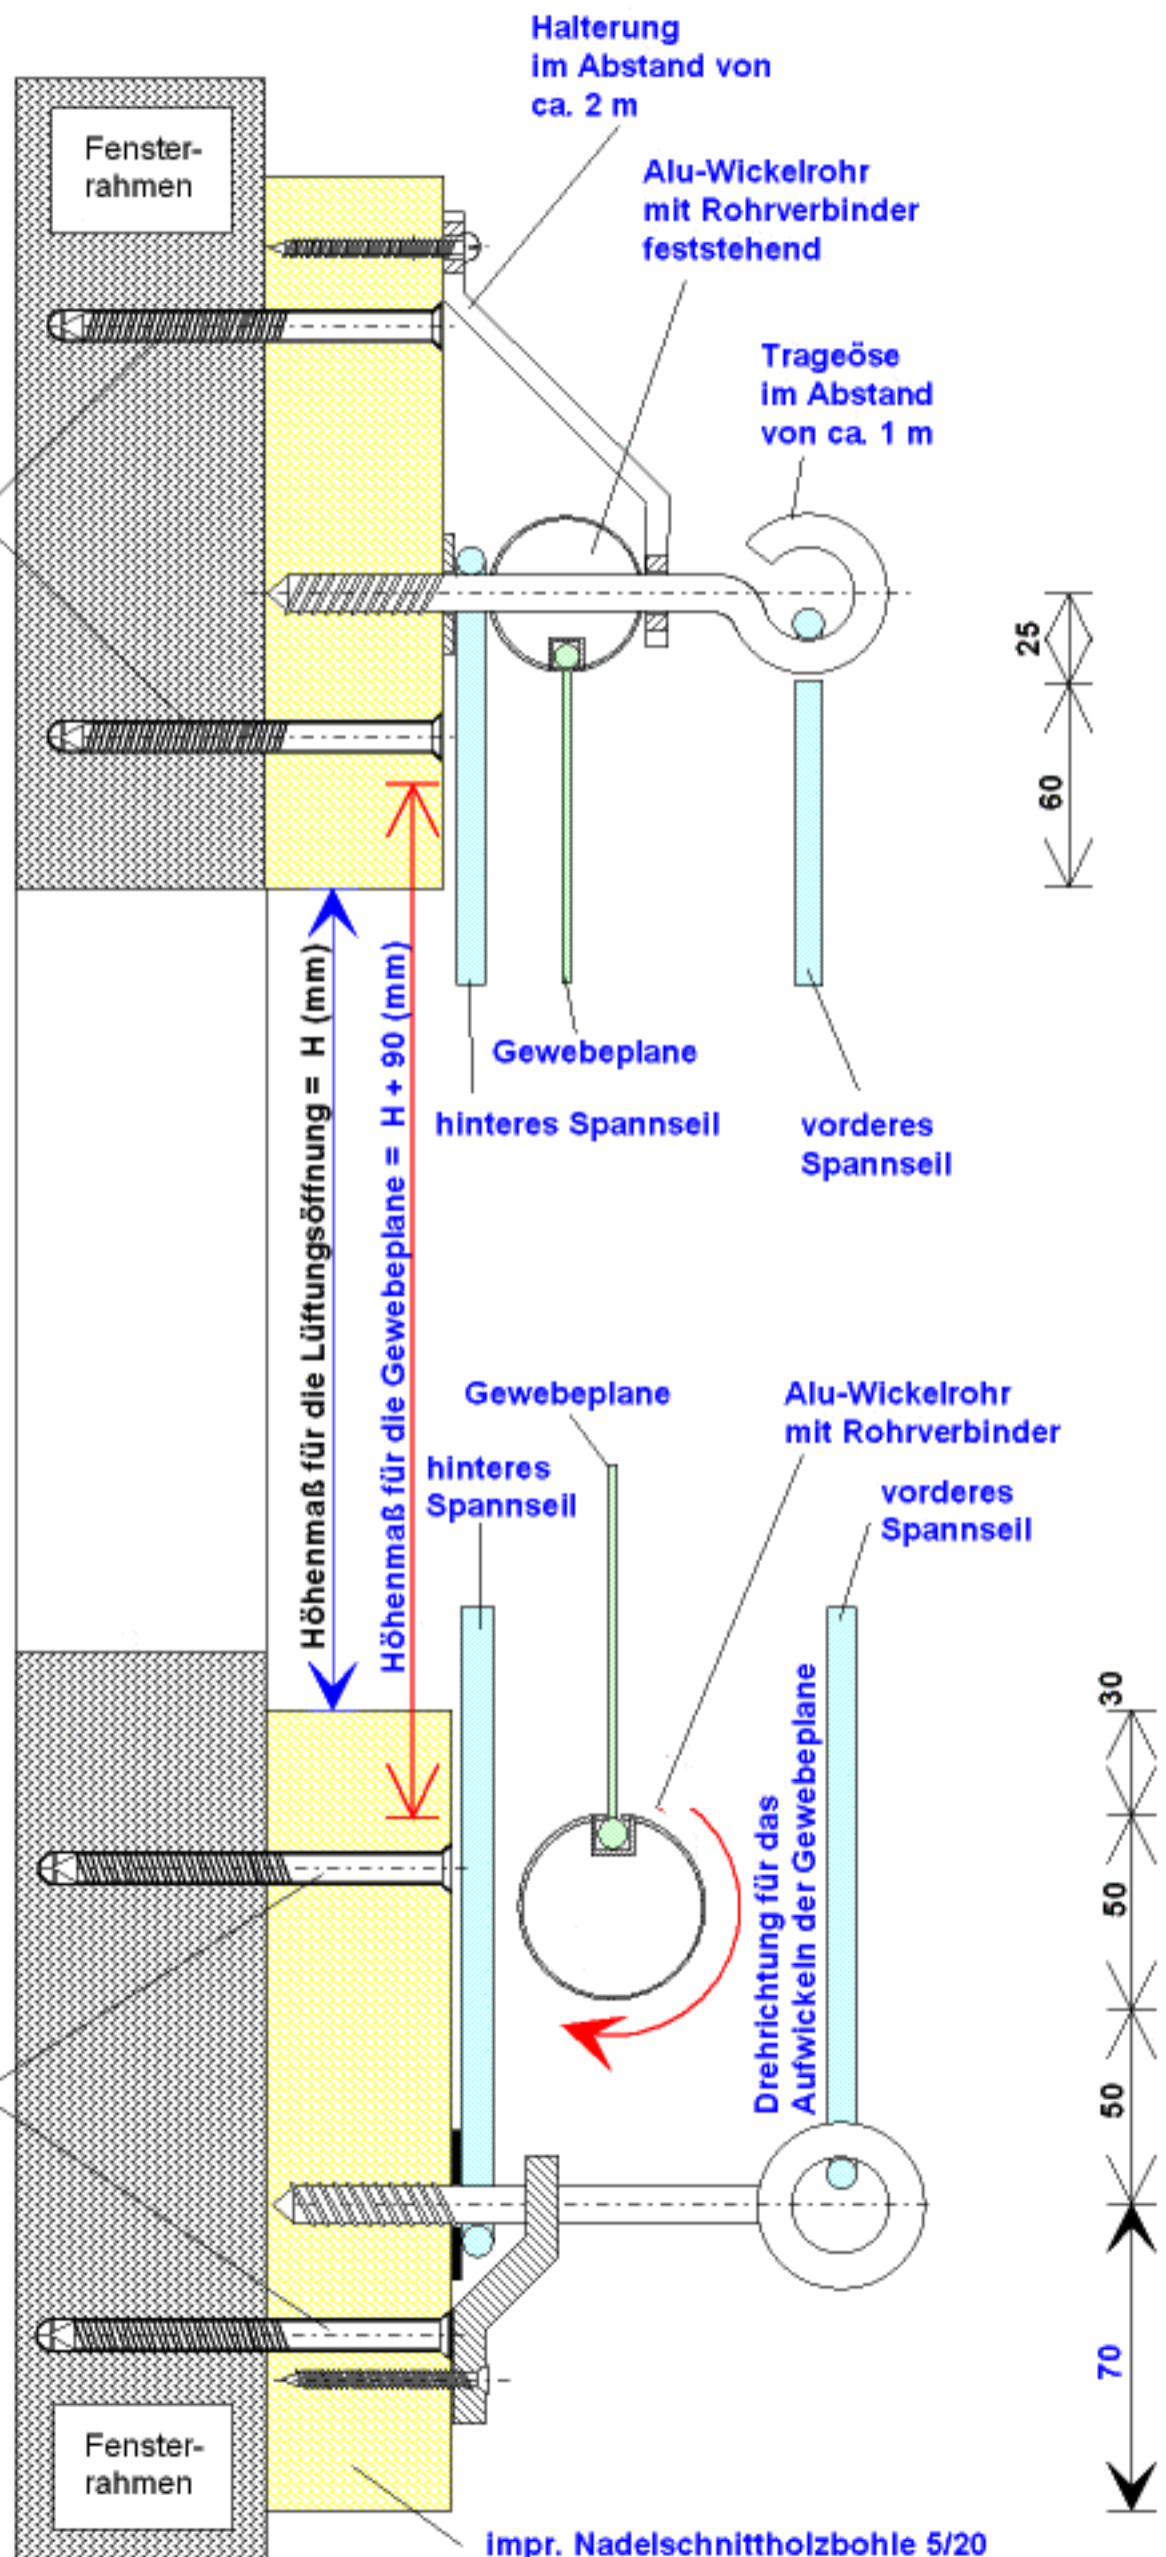 Halterung
im Abstand von
ca. 2 m
Fenster-
rahmen
Alu-Wickelrohr
mit Rohrverbinder
feststehend
Trageöse
im Abstand
von ca. 1 m
25
60
Höhenmaß für die Lüftungsöffnung = H (mm)
Höhenmaß für die Gewebeplane = H + 90 (mm)
Gewebeplane
hinteres Spannseil
vorderes
Spannseil
Gewebeplane
Alu-Wickelrohr
mit Rohrverbinder
hinteres
Spannseil
vorderes
Spannseil
Drehrichtung für das
Aufwickeln der Gewebeplane
30
50
50
70
Fenster-
rahmen
impr. Nadelschnittholzbohle 5/20